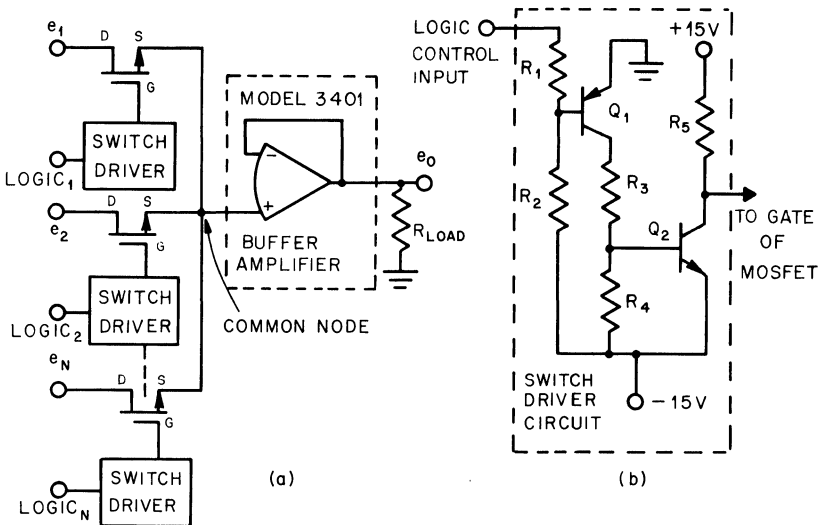 e1
D
S
G
SWITCH
DRIVER
LOGIC1
e2
D
S
G
SWITCH
DRIVER
LOGIC2
eN
D
S
G
SWITCH
DRIVER
LOGICN
MODEL 3401
−
+
BUFFER
AMPLIFIER
eO
RLOAD
COMMON NODE
(a)
LOGIC
CONTROL
INPUT
R1
R2
Q1
R3
R4
Q2
+15V
R5
TO GATE
OF
MOSFET
−15V
SWITCH
DRIVER
CIRCUIT
(b)